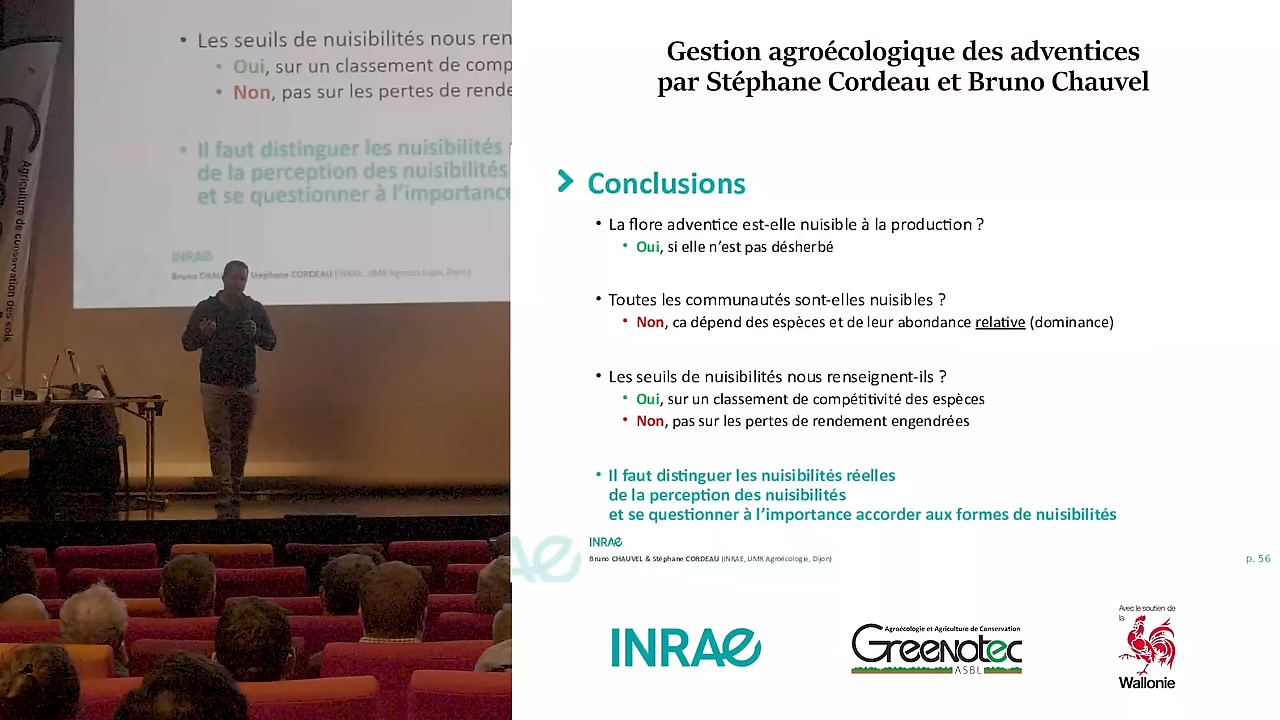 Gestion agroécologique des adventices
par Stéphane Cordeau et Bruno Chauvel
Conclusions
• La flore adventice est-elle nuisible à la production ?
• Oui, si elle n'est pas désherbé
• Toutes les communautés sont-elles nuisibles ?
• Non, ca dépend des espèces et de leur abondance relative (dominance)
• Les seuils de nuisibilités nous renseignent-ils ?
• Oui, sur un classement de compétitivité des espèces
• Non, pas sur les pertes de rendement engendrées
• Il faut distinguer les nuisibilités réelles
de la perception des nuisibilités
et se questionner à l'importance accorder aux formes de nuisibilités
INRAE
Bruno CHAUVEL & Stéphane CORDEAU (INRAE, UMR Agroécologie, Dijon)
p. 56
INRAE
Agroécologie et Agriculture de Conservation
Greenotec
ASBL
Avec le soutien de
la
Wallonie
• Les seuils de nuisibilités nous ren
• Oui, sur un classement de comp
• Non, pas sur les pertes de rende
• Il faut distinguer les nuisibilités
de la perception des nuisibilités
et se questionner à l'importance
INRAE
Bruno CHAU Stéphane CORDEAU (INRAE, UMR Agroécologie, Dijon)
Agriculture de conservation des sols